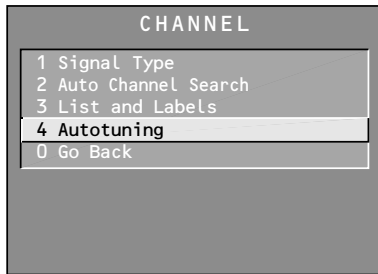 CHANNEL
1 Signal Type
2 Auto Channel Search
3 List and Labels
4 Autotuning
0 Go Back